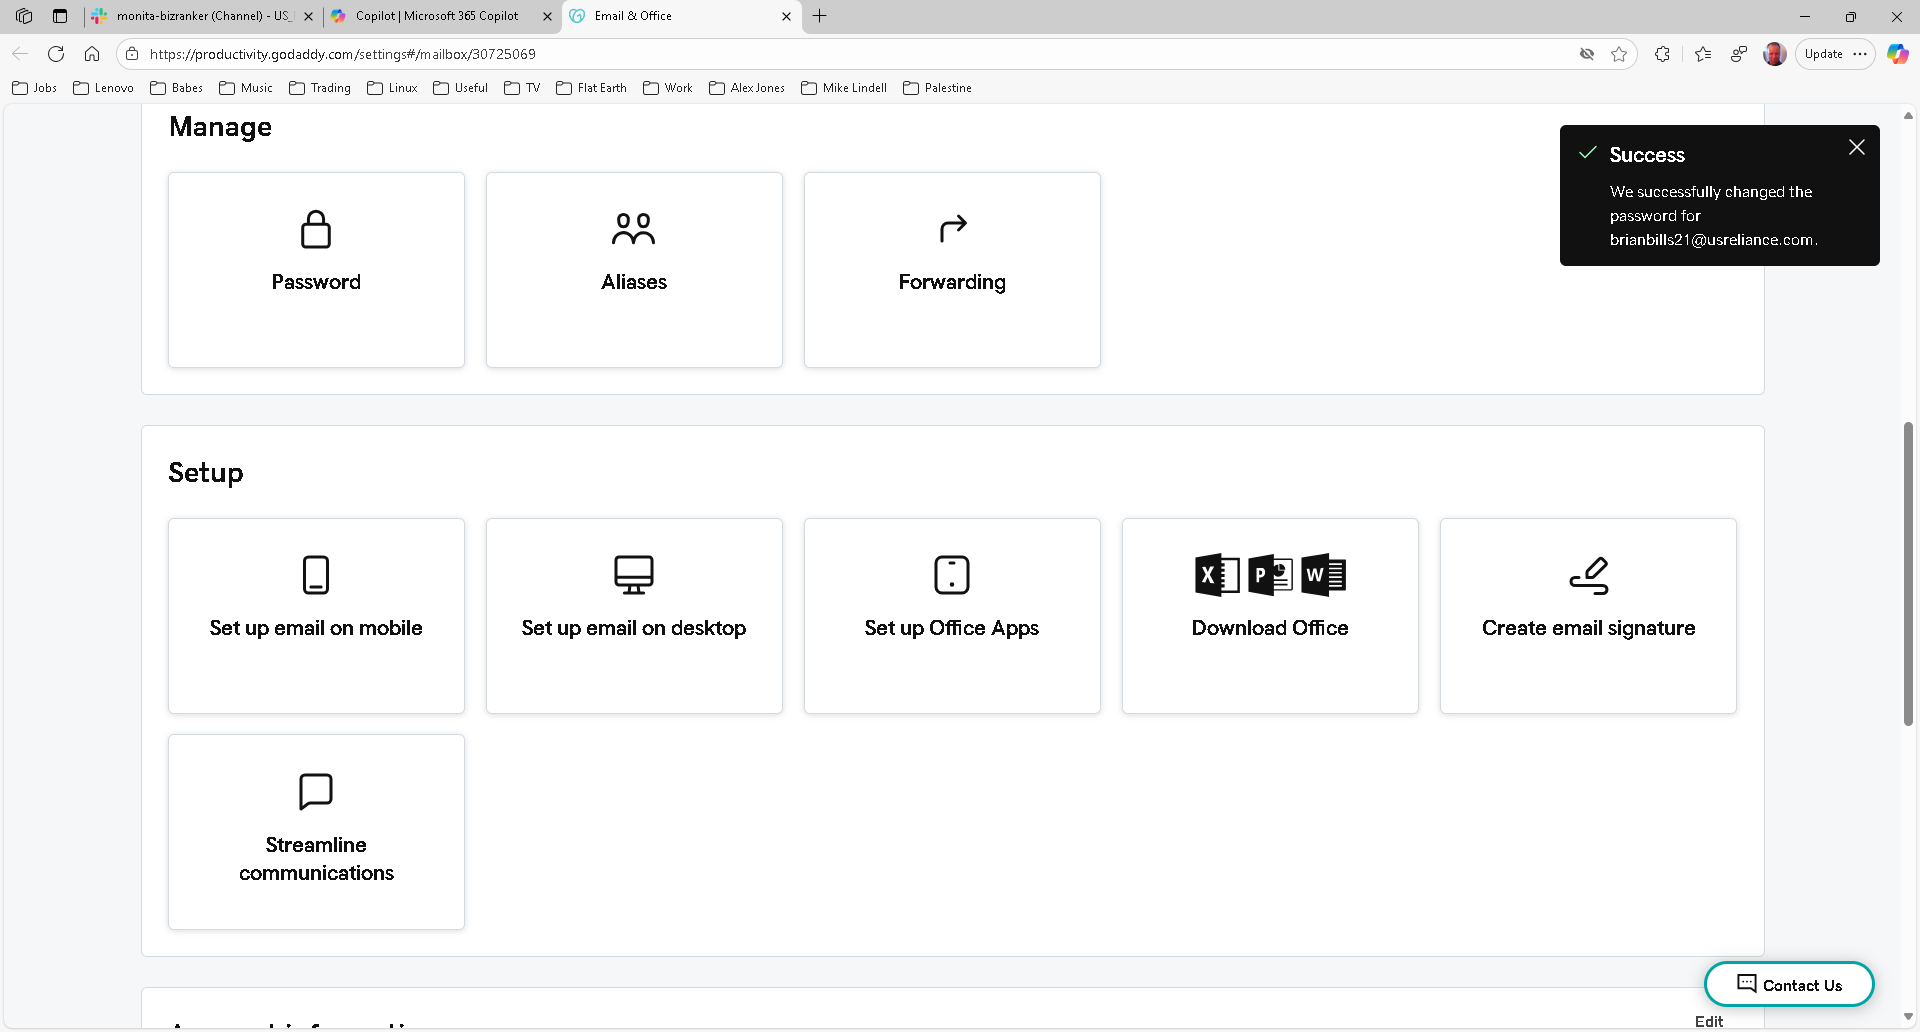 monita-bizranker (Channel) - US_
Copilot | Microsoft 365 Copilot
Email & Office
https://productivity.godaddy.com/settings#/mailbox/30725069
Update
Jobs
Lenovo
Babes
Music
Trading
Linux
Useful
TV
Flat Earth
Work
Alex Jones
Mike Lindell
Palestine
Manage
Success
We successfully changed the
password for
brianbills21@usreliance.com.
Password
Aliases
Forwarding
Setup
Set up email on mobile
Set up email on desktop
Set up Office Apps
X
P
W
Download Office
Create email signature
Streamline
communications
Contact Us
Edit